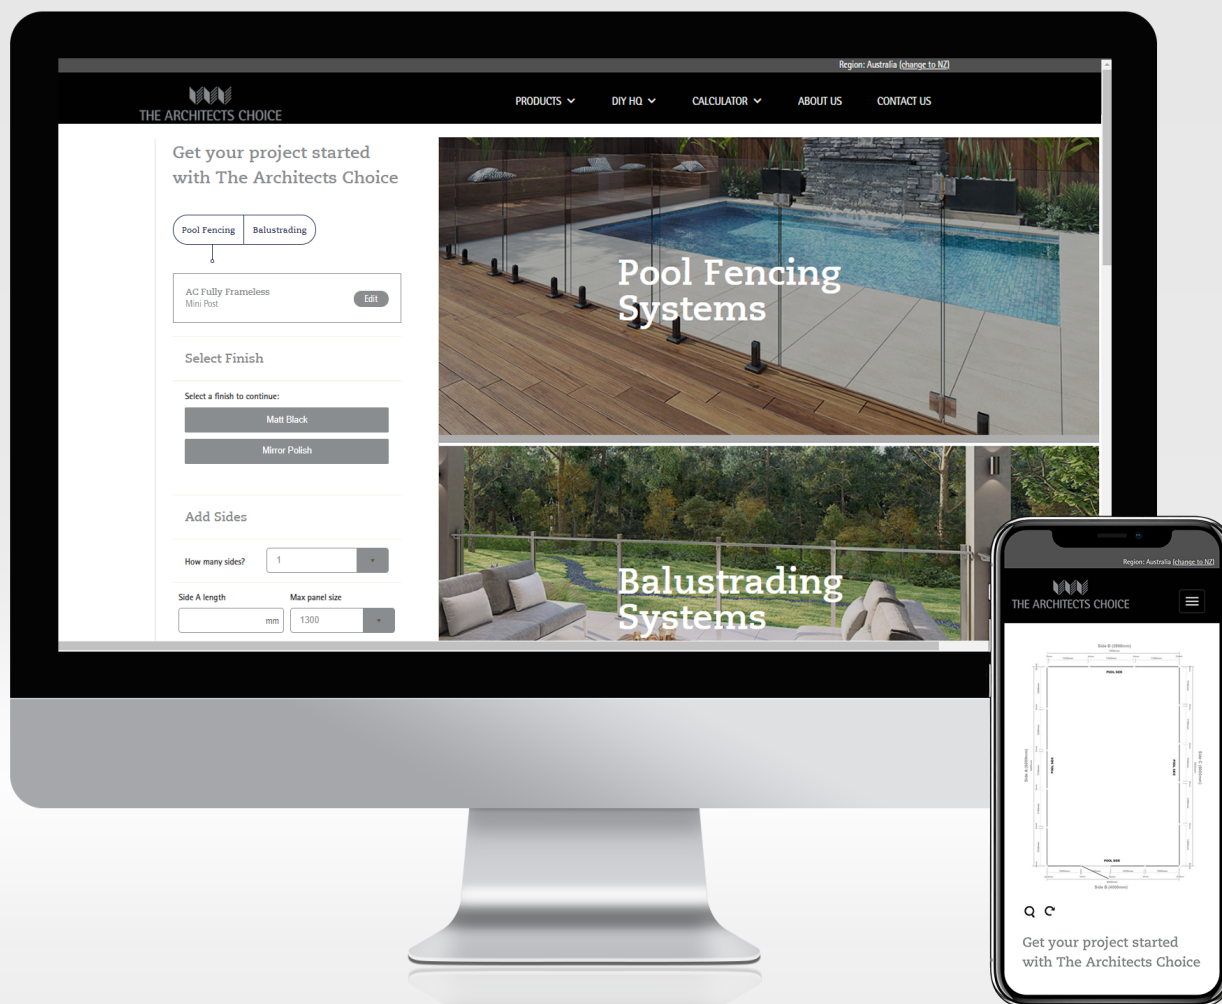 Region: Australia (change to NZ)
THE ARCHITECTS CHOICE
PRODUCTS
DIY HQ
CALCULATOR
ABOUT US
CONTACT US
Get your project started
with The Architects Choice
Pool Fencing
Balustrading
AC Fully Frameless
Mini Post
Edit
Select Finish
Select a finish to continue:
Matt Black
Mirror Polish
Add Sides
How many sides?
1
Side A length
Max panel size
mm
1300
Pool Fencing
Systems
Balustrading
Systems
Region: Australia (change to NZ)
THE ARCHITECTS CHOICE
POOL SIDE
POOL SIDE
POOL SIDE
POOL SIDE
Get your project started
with The Architects Choice